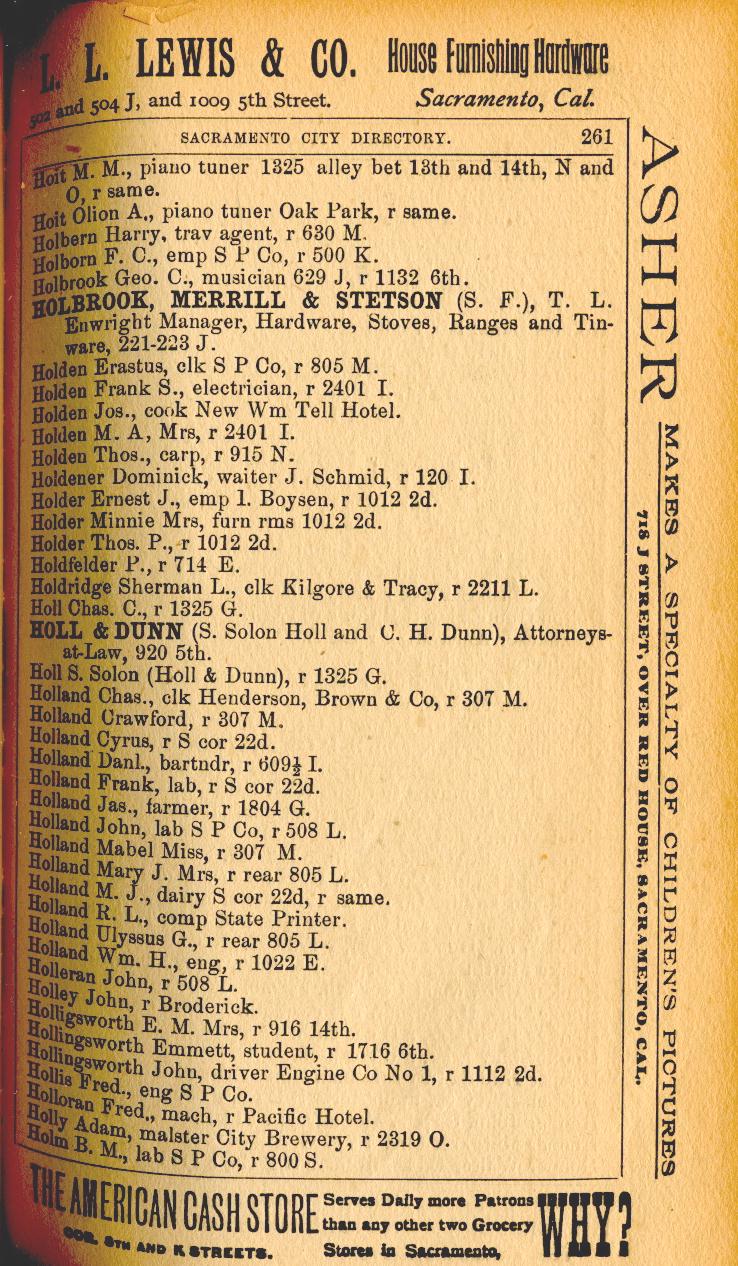 L. L. LEWIS & CO. House Furnishing Hardware
502 and 504 J, and 1009 5th Street. Sacramento, Cal.
SACRAMENTO CITY DIRECTORY. 261
Hoit M. M., piano tuner 1325 alley bet 13th and 14th, N and
O, r same.
Hoit Olion A., piano tuner Oak Park, r same.
Holbern Harry, trav agent, r 630 M.
Holborn F. C., emp S P Co, r 500 K.
Holbrook Geo. C., musician 629 J, r 1132 6th.
HOLBROOK, MERRILL & STETSON (S. F.), T. L.
Enwright Manager, Hardware, Stoves, Ranges and Tin-
ware, 221-223 J.
Holden Erastus, clk S P Co, r 805 M.
Holden Frank S., electrician, r 2401 I.
Holden Jos., cook New Wm Tell Hotel.
Holden M. A, Mrs, r 2401 I.
Holden Thos., carp, r 915 N.
Holdener Dominick, waiter J. Schmid, r 120 I.
Holder Ernest J., emp l. Boysen, r 1012 2d.
Holder Minnie Mrs, furn rms 1012 2d.
Holder Thos. P., r 1012 2d.
Holdfelder P., r 714 E.
Holdridge Sherman L., clk Kilgore & Tracy, r 2211 L.
Holl Chas. C., r 1325 G.
HOLL & DUNN (S. Solon Holl and C. H. Dunn), Attorneys-
at-Law, 920 5th.
Holl S. Solon (Holl & Dunn), r 1325 G.
Holland Chas., clk Henderson, Brown & Co, r 307 M.
Holland Crawford, r 307 M.
Holland Cyrus, r S cor 22d.
Holland Danl., bartndr, r 609½ I.
Holland Frank, lab, r S cor 22d.
Holland Jas., farmer, r 1804 G.
Holland John, lab S P Co, r 508 L.
Holland Mabel Miss, r 307 M.
Holland Mary J. Mrs, r rear 805 L.
Holland M. J., dairy S cor 22d, r same.
Holland R. L., comp State Printer.
Holland Ulyssus G., r rear 805 L.
Holland Wm. H., eng, r 1022 E.
Holleran John, r 508 L.
Holley John, r Broderick.
Holligsworth E. M. Mrs, r 916 14th.
Hollingsworth Emmett, student, r 1716 6th.
Hollingsworth John, driver Engine Co No 1, r 1112 2d.
Hollis Fred., eng S P Co.
Holloran Fred., mach, r Pacific Hotel.
Holly Adam, malster City Brewery, r 2319 O.
Holm B. M., lab S P Co, r 800 S.
ASHER MAKES A SPECIALTY OF CHILDREN'S PICTURES
718 J STREET, OVER RED HOUSE, SACRAMENTO, CAL.
THE AMERICAN CASH STORE Serves Daily more Patrons
than any other two Grocery WHY?
COR. 8TH AND K STREETS. Stores in Sacramento,